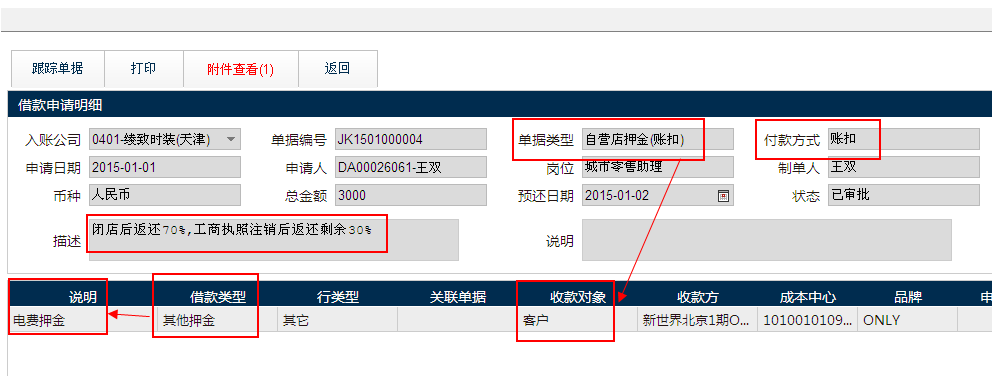 跟踪单据 打印 附件查看(1) 返回
借款申请明细
入账公司 0401-绫致时装(天津) 单据编号 JK1501000004 单据类型 自营店押金(账扣) 付款方式 账扣
申请日期 2015-01-01 申请人 DA00026061-王双 岗位 城市零售助理 制单人 王双
币种 人民币 总金额 3000 预还日期 2015-01-02 状态 已审批
描述 闭店后返还70%,工商执照注销后返还剩余30% 说明
说明 借款类型 行类型 关联单据 收款对象 收款方 成本中心 品牌 申
电费押金 其他押金 其它 客户 新世界北京1期O... 1010010109... ONLY